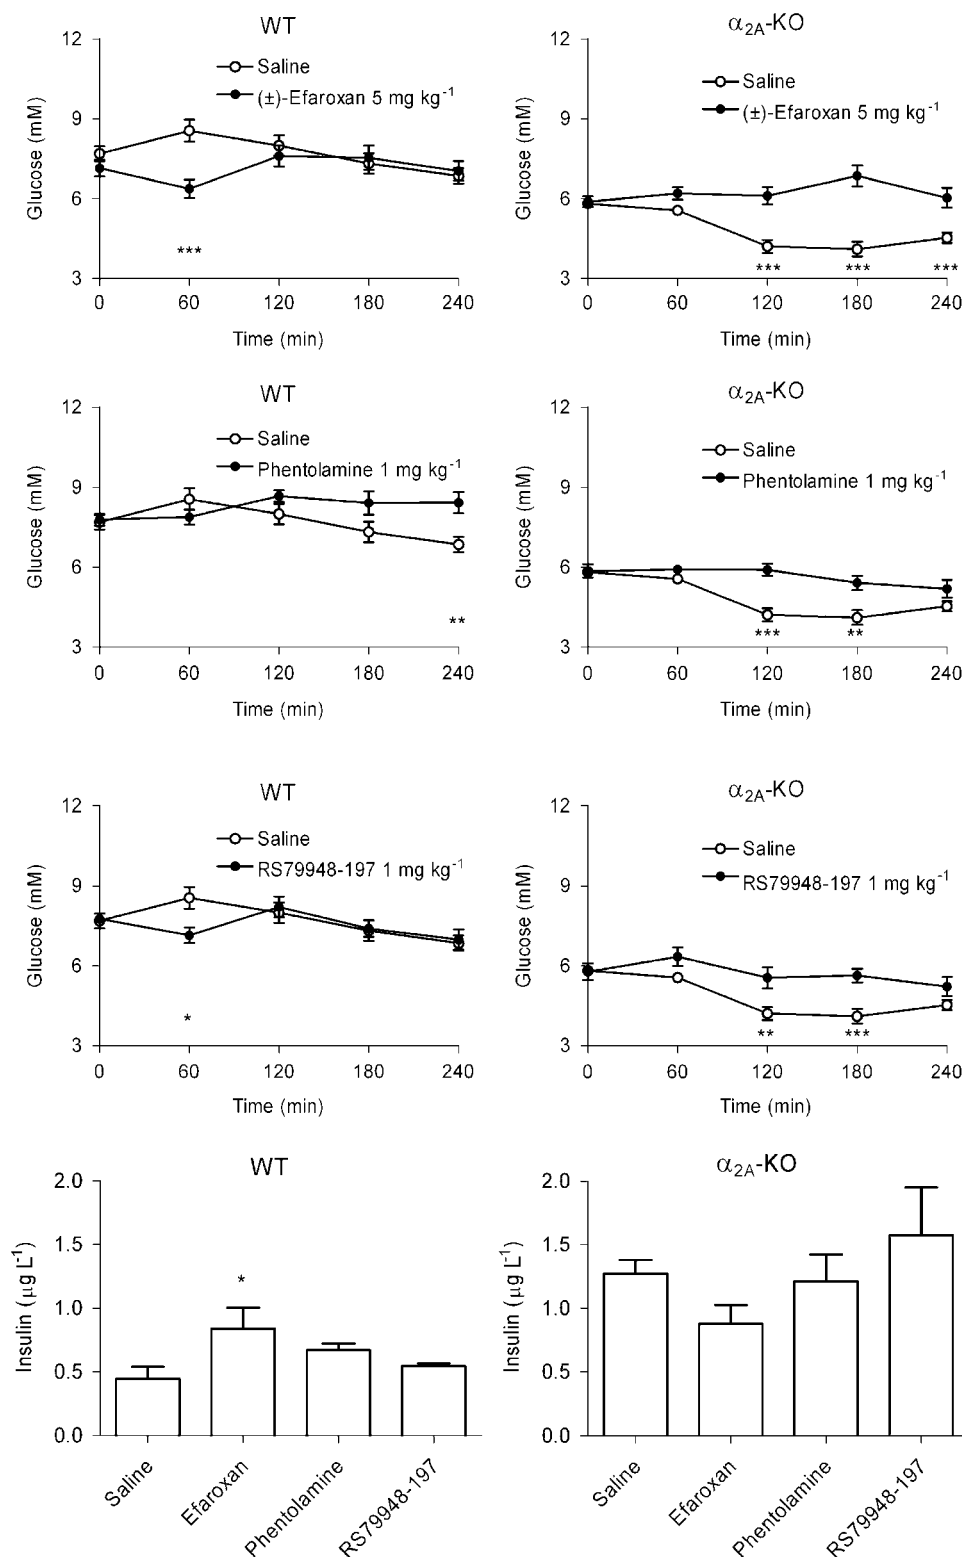 WT
Saline
(±)-Efaroxan 5 mg kg⁻¹
12
9
6
3
Glucose (mM)
***
0 60 120 180 240
Time (min)
α2A-KO
Saline
(±)-Efaroxan 5 mg kg⁻¹
12
9
6
3
Glucose (mM)
*** *** ***
0 60 120 180 240
Time (min)
WT
Saline
Phentolamine 1 mg kg⁻¹
12
9
6
3
Glucose (mM)
**
0 60 120 180 240
Time (min)
α2A-KO
Saline
Phentolamine 1 mg kg⁻¹
12
9
6
3
Glucose (mM)
*** **
0 60 120 180 240
Time (min)
WT
Saline
RS79948-197 1 mg kg⁻¹
12
9
6
3
Glucose (mM)
*
0 60 120 180 240
Time (min)
α2A-KO
Saline
RS79948-197 1 mg kg⁻¹
12
9
6
3
Glucose (mM)
** ***
0 60 120 180 240
Time (min)
WT
2.0
1.5
1.0
0.5
0.0
Insulin (μg L⁻¹)
*
Saline
Efaroxan
Phentolamine
RS79948-197
α2A-KO
2.0
1.5
1.0
0.5
0.0
Insulin (μg L⁻¹)
Saline
Efaroxan
Phentolamine
RS79948-197